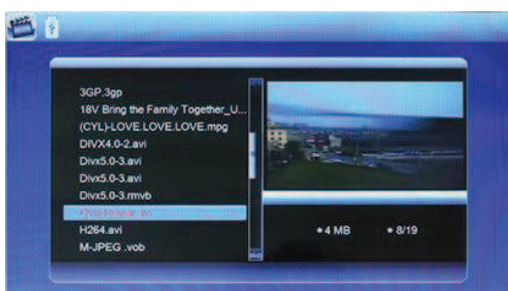 3GP.3gp
18V Bring the Family Together_U...
(CYL)-LOVE.LOVE.LOVE.mpg
DIVX4.0-2.avi
Divx5.0-3.avi
Divx5.0-3.avi
Divx5.0-3.rmvb
H264.avi
4 MB
8/19
M-JPEG .vob